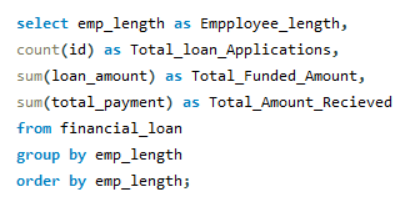 select emp_length as Empployee_length,
count(id) as Total_loan_Applications,
sum(loan_amount) as Total_Funded_Amount,
sum(total_payment) as Total_Amount_Recieved
from financial_loan
group by emp_length
order by emp_length;